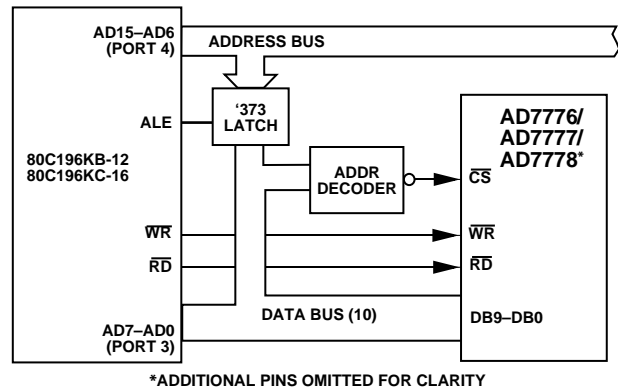 AD15–AD6
(PORT 4)
ADDRESS BUS
ALE
'373
LATCH
80C196KB-12
80C196KC-16
ADDR
DECODER
AD7776/
AD7777/
AD7778*
CS
WR
WR
RD
RD
AD7–AD0
(PORT 3)
DATA BUS (10)
DB9–DB0
*ADDITIONAL PINS OMITTED FOR CLARITY